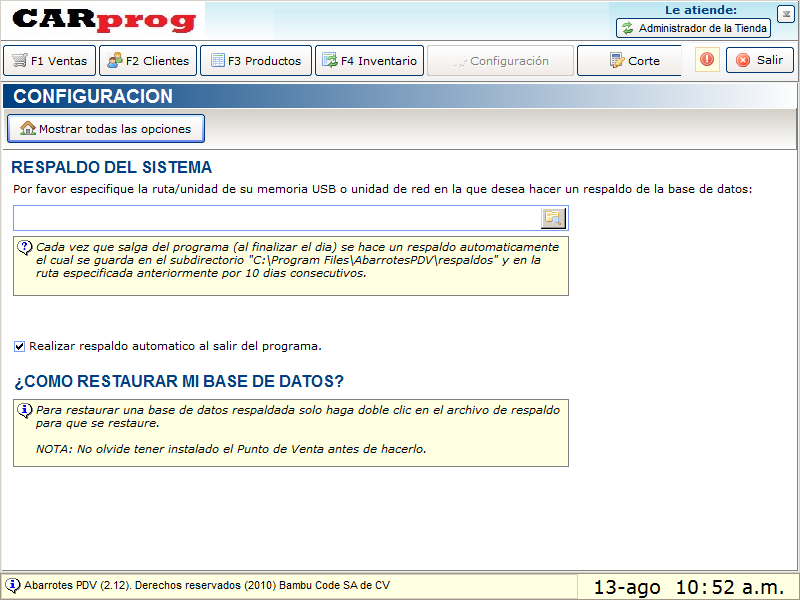 CARprog
Le atiende:
Administrador de la Tienda
F1 Ventas
F2 Clientes
F3 Productos
F4 Inventario
Configuración
Corte
Salir
CONFIGURACION
Mostrar todas las opciones
RESPALDO DEL SISTEMA
Por favor especifique la ruta/unidad de su memoria USB o unidad de red en la que desea hacer un respaldo de la base de datos:
Cada vez que salga del programa (al finalizar el dia) se hace un respaldo automaticamente
el cual se guarda en el subdirectorio "C:\Program Files\AbarrotesPDV\respaldos" y en la
ruta especificada anteriormente por 10 dias consecutivos.
Realizar respaldo automatico al salir del programa.
¿COMO RESTAURAR MI BASE DE DATOS?
Para restaurar una base de datos respaldada solo haga doble clic en el archivo de respaldo
para que se restaure.
NOTA: No olvide tener instalado el Punto de Venta antes de hacerlo.
Abarrotes PDV (2.12). Derechos reservados (2010) Bambu Code SA de CV
13-ago 10:52 a.m.